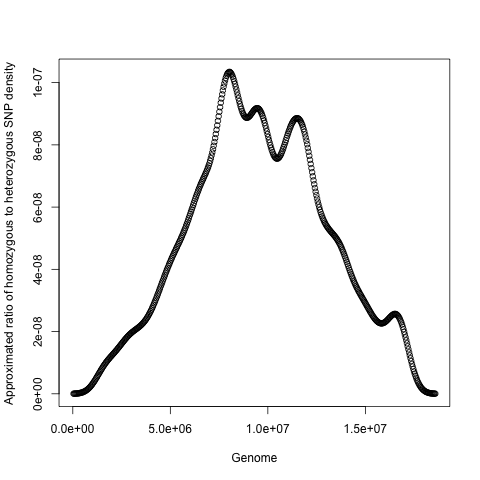 Approximated ratio of homozygous to heterozygous SNP density
1e-07
8e-08
6e-08
4e-08
2e-08
0e+00
0.0e+00 5.0e+06 1.0e+07 1.5e+07
Genome